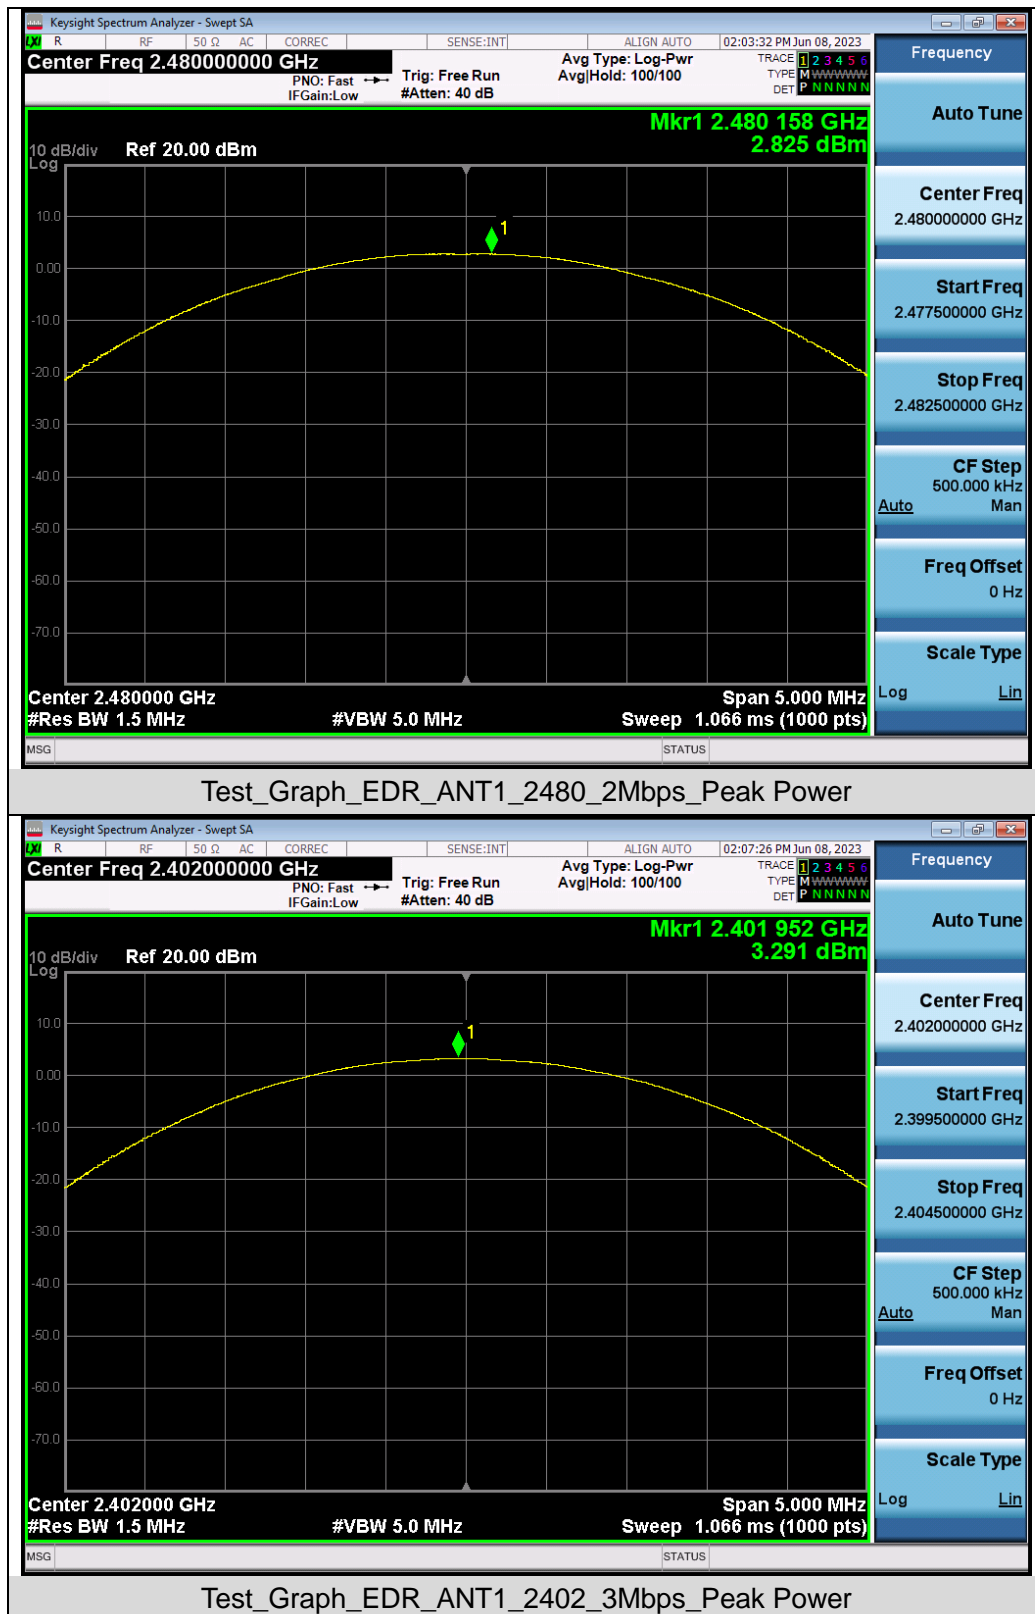 Keysight Spectrum Analyzer - Swept SA
LXI R RF 50 Ω AC CORREC SENSE:INT ALIGN AUTO 02:03:32 PM Jun 08, 2023
Center Freq 2.480000000 GHz
PNO: Fast
IFGain:Low
Trig: Free Run
#Atten: 40 dB
Avg Type: Log-Pwr
Avg|Hold: 100/100
TRACE 1 2 3 4 5 6
TYPE M WWWWW
DET P N N N N N
Mkr1 2.480 158 GHz
2.825 dBm
10 dB/div Ref 20.00 dBm
Log
10.0
0.00
-10.0
-20.0
-30.0
-40.0
-50.0
-60.0
-70.0
1
Center 2.480000 GHz Span 5.000 MHz
#Res BW 1.5 MHz #VBW 5.0 MHz Sweep 1.066 ms (1000 pts)
MSG STATUS
Frequency
Auto Tune
Center Freq
2.480000000 GHz
Start Freq
2.477500000 GHz
Stop Freq
2.482500000 GHz
CF Step
500.000 kHz
Auto Man
Freq Offset
0 Hz
Scale Type
Log Lin
Test_Graph_EDR_ANT1_2480_2Mbps_Peak Power
Keysight Spectrum Analyzer - Swept SA
LXI R RF 50 Ω AC CORREC SENSE:INT ALIGN AUTO 02:07:26 PM Jun 08, 2023
Center Freq 2.402000000 GHz
PNO: Fast
IFGain:Low
Trig: Free Run
#Atten: 40 dB
Avg Type: Log-Pwr
Avg|Hold: 100/100
TRACE 1 2 3 4 5 6
TYPE M WWWWW
DET P N N N N N
Mkr1 2.401 952 GHz
3.291 dBm
10 dB/div Ref 20.00 dBm
Log
10.0
0.00
-10.0
-20.0
-30.0
-40.0
-50.0
-60.0
-70.0
1
Center 2.402000 GHz Span 5.000 MHz
#Res BW 1.5 MHz #VBW 5.0 MHz Sweep 1.066 ms (1000 pts)
MSG STATUS
Frequency
Auto Tune
Center Freq
2.402000000 GHz
Start Freq
2.399500000 GHz
Stop Freq
2.404500000 GHz
CF Step
500.000 kHz
Auto Man
Freq Offset
0 Hz
Scale Type
Log Lin
Test_Graph_EDR_ANT1_2402_3Mbps_Peak Power